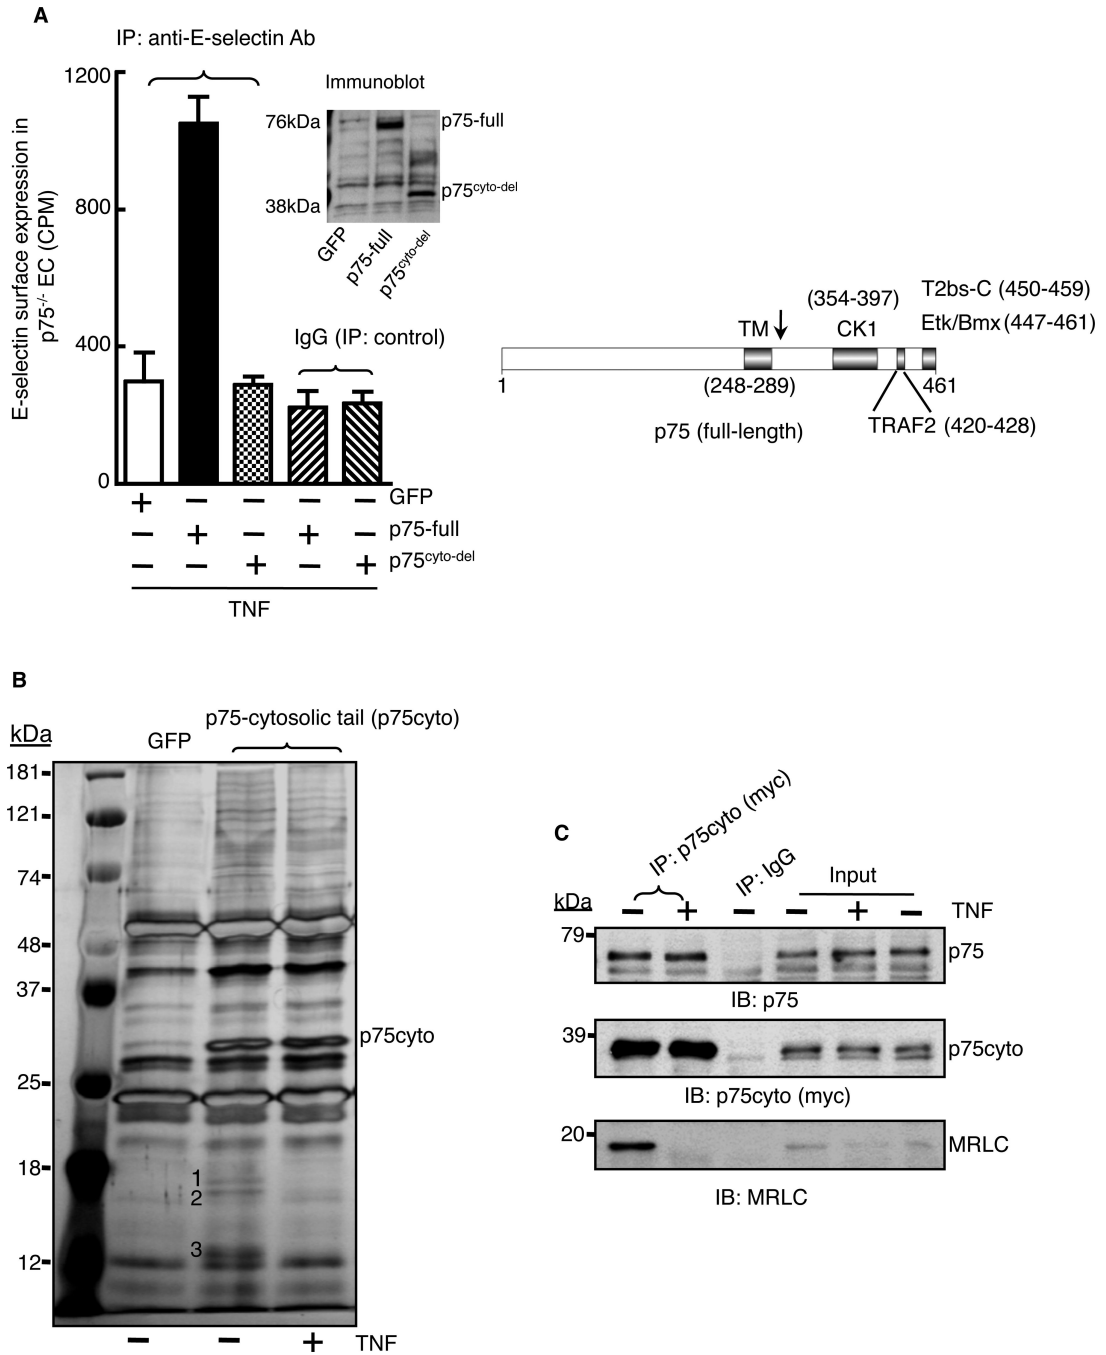 A
IP: anti-E-selectin Ab
E-selectin surface expression in
p75-/- EC (CPM)
1200
800
400
0
Immunoblot
76kDa
38kDa
p75-full
p75cyto-del
GFP
p75-full
p75cyto-del
IgG (IP: control)
+ − − − − GFP
− + − + − p75-full
− − + − + p75cyto-del
TNF
(354-397)
T2bs-C (450-459)
TM
CK1
Etk/Bmx (447-461)
1
(248-289)
461
p75 (full-length)
TRAF2 (420-428)
B
p75-cytosolic tail (p75cyto)
kDa
GFP
181
121
74
48
37
25
18
12
p75cyto
1
2
3
− − + TNF
C
IP: p75cyto (myc)
IP: IgG
Input
kDa
− + − − + − TNF
79
p75
IB: p75
39
p75cyto
IB: p75cyto (myc)
20
MRLC
IB: MRLC